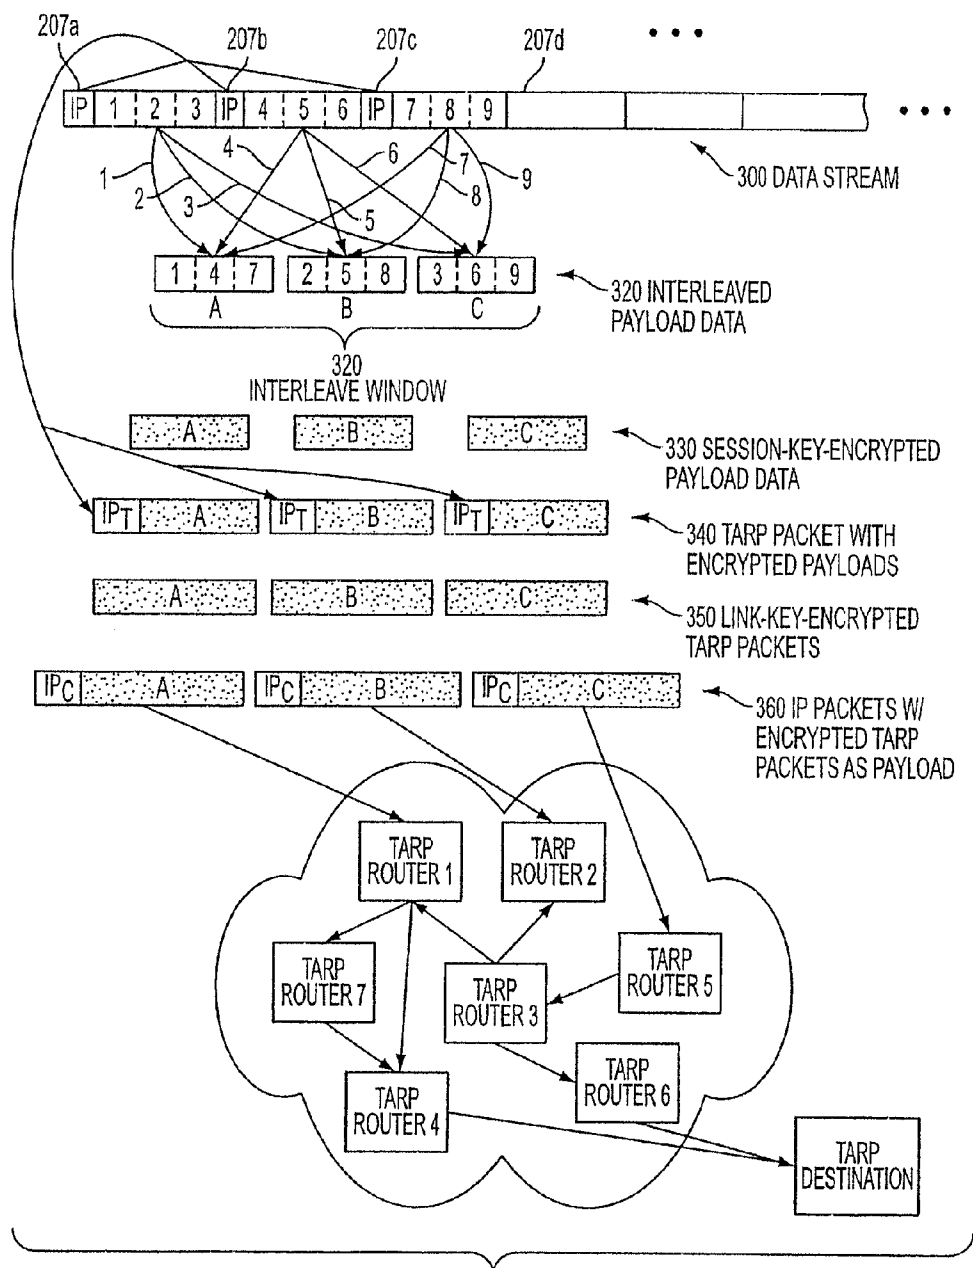 207a 207b 207c 207d • • •
IP 1 2 3 IP 4 5 6 IP 7 8 9 • • •
300 DATA STREAM
1 2 3 4 5 6 7 8 9
1 4 7 2 5 8 3 6 9
A B C
320 INTERLEAVED
PAYLOAD DATA
320
INTERLEAVE WINDOW
A B C
330 SESSION-KEY-ENCRYPTED
PAYLOAD DATA
IPT A IPT B IPT C
340 TARP PACKET WITH
ENCRYPTED PAYLOADS
A B C
350 LINK-KEY-ENCRYPTED
TARP PACKETS
IPC A IPC B IPC C
360 IP PACKETS W/
ENCRYPTED TARP
PACKETS AS PAYLOAD
TARP
ROUTER 1
TARP
ROUTER 2
TARP
ROUTER 7
TARP
ROUTER 3
TARP
ROUTER 5
TARP
ROUTER 6
TARP
ROUTER 4
TARP
DESTINATION